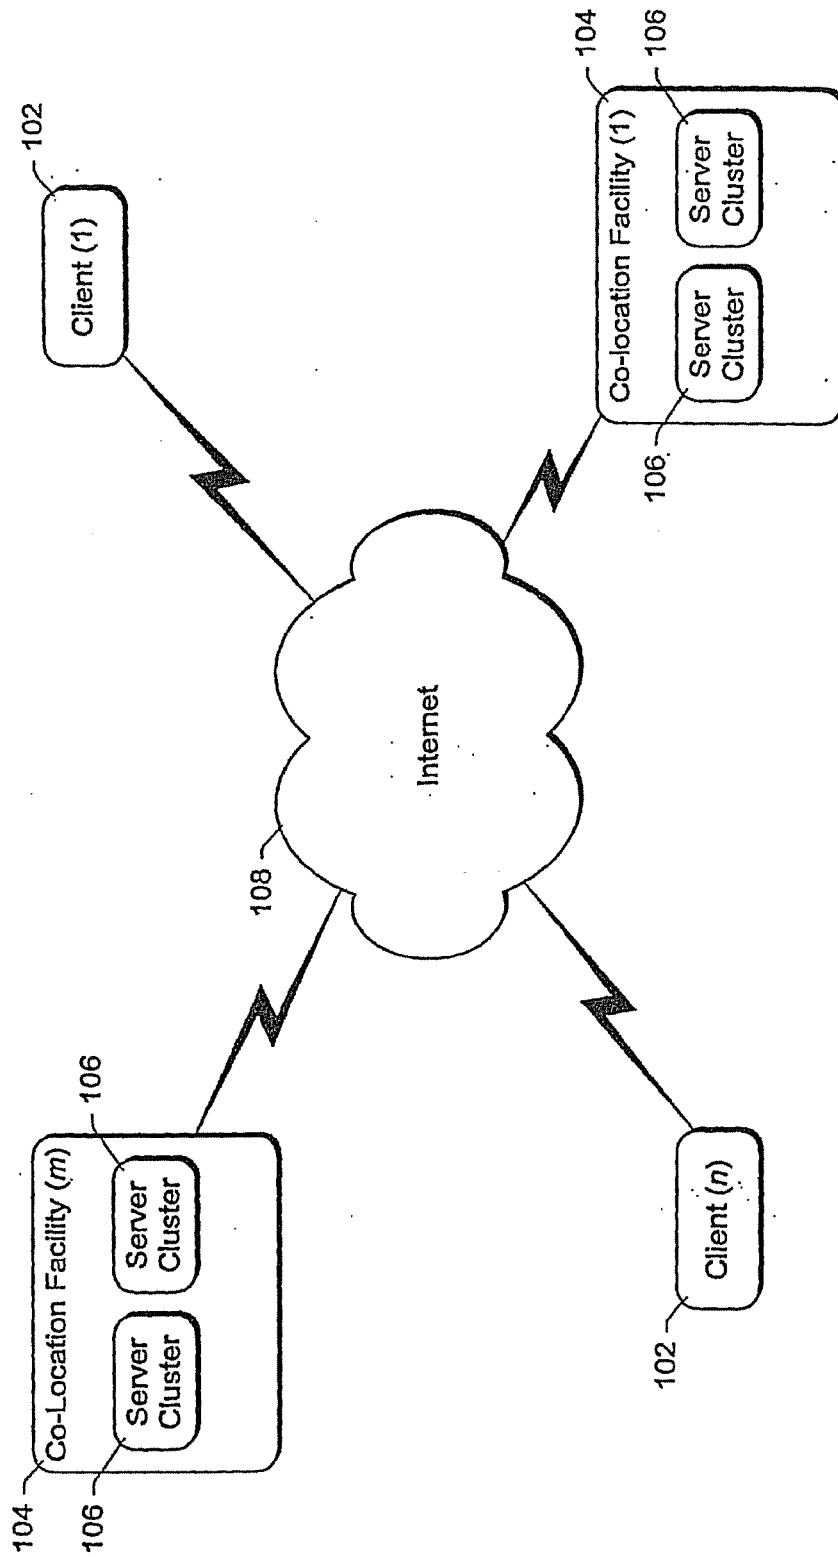 104
Co-Location Facility (m)
106
Server
Cluster
106
Server
Cluster
102
Client (1)
108
Internet
102
Client (n)
104
Co-location Facility (1)
106
106
Server
Cluster
Server
Cluster